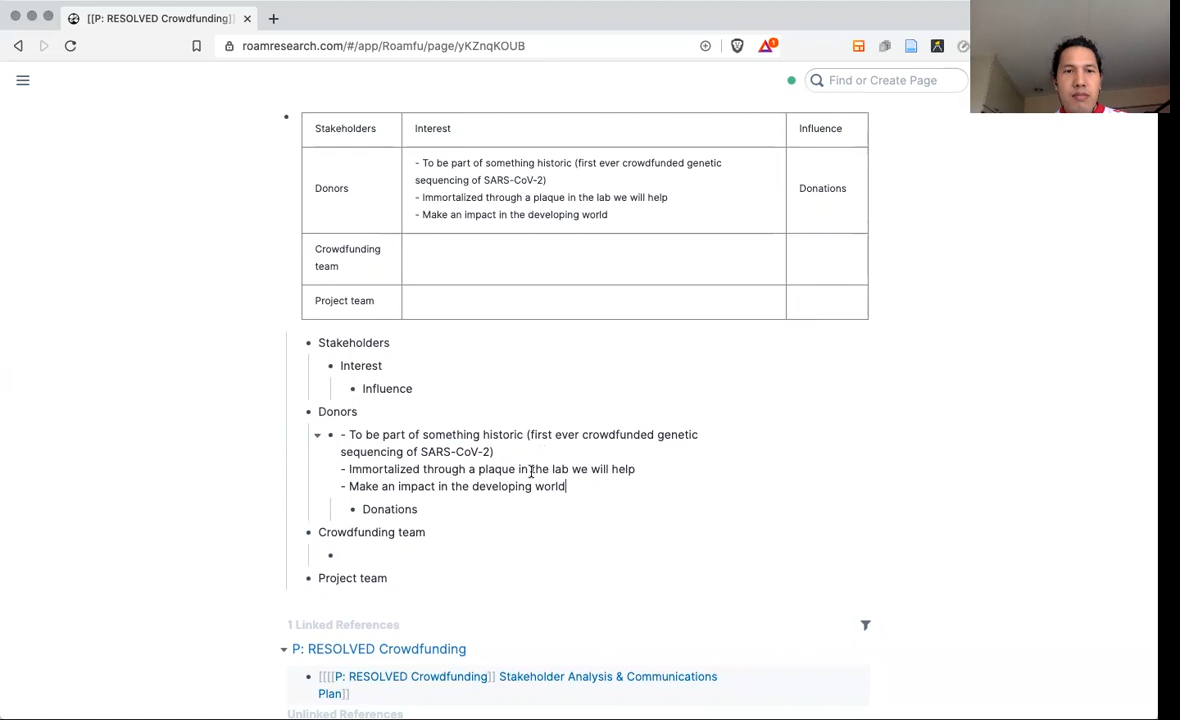 [[P: RESOLVED Crowdfunding]]
roamresearch.com/#/app/Roamfu/page/yKZnqKOUB
1
Find or Create Page
Stakeholders Interest Influence
- To be part of something historic (first ever crowdfunded genetic
sequencing of SARS-CoV-2)
Donors Donations
- Immortalized through a plaque in the lab we will help
- Make an impact in the developing world
Crowdfunding
team
Project team
Stakeholders
Interest
Influence
Donors
- To be part of something historic (first ever crowdfunded genetic
sequencing of SARS-CoV-2)
- Immortalized through a plaque in the lab we will help
- Make an impact in the developing world
Donations
Crowdfunding team
Project team
1 Linked References
P: RESOLVED Crowdfunding
[[[[P: RESOLVED Crowdfunding]] Stakeholder Analysis & Communications
Plan]]
Unlinked References